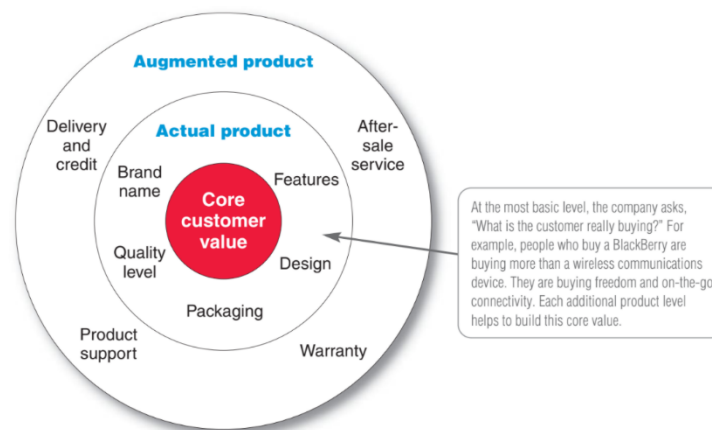 Augmented product
Delivery
and
credit
After-
sale
service
Actual product
Brand
name
Features
Core
customer
value
Quality
level
Design
Packaging
Product
support
Warranty
At the most basic level, the company asks,
“What is the customer really buying?” For
example, people who buy a BlackBerry are
buying more than a wireless communications
device. They are buying freedom and on-the-go
connectivity. Each additional product level
helps to build this core value.